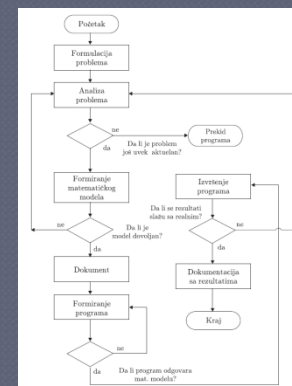 Početak
Formulacija
problema
Analiza
problema
ne
Da li je problem
još uvek aktuelan?
da
Prekid
programa
Formiranje
matematičkog
modela
ne
Da li je
model dovoljan?
da
Dokument
Formiranje
programa
ne
da
Da li program odgovara
mat. modelu?
Izvršenje
programa
Da li se rezultati
slažu sa realnim?
ne
da
Dokumentacija
sa rezultatima
Kraj